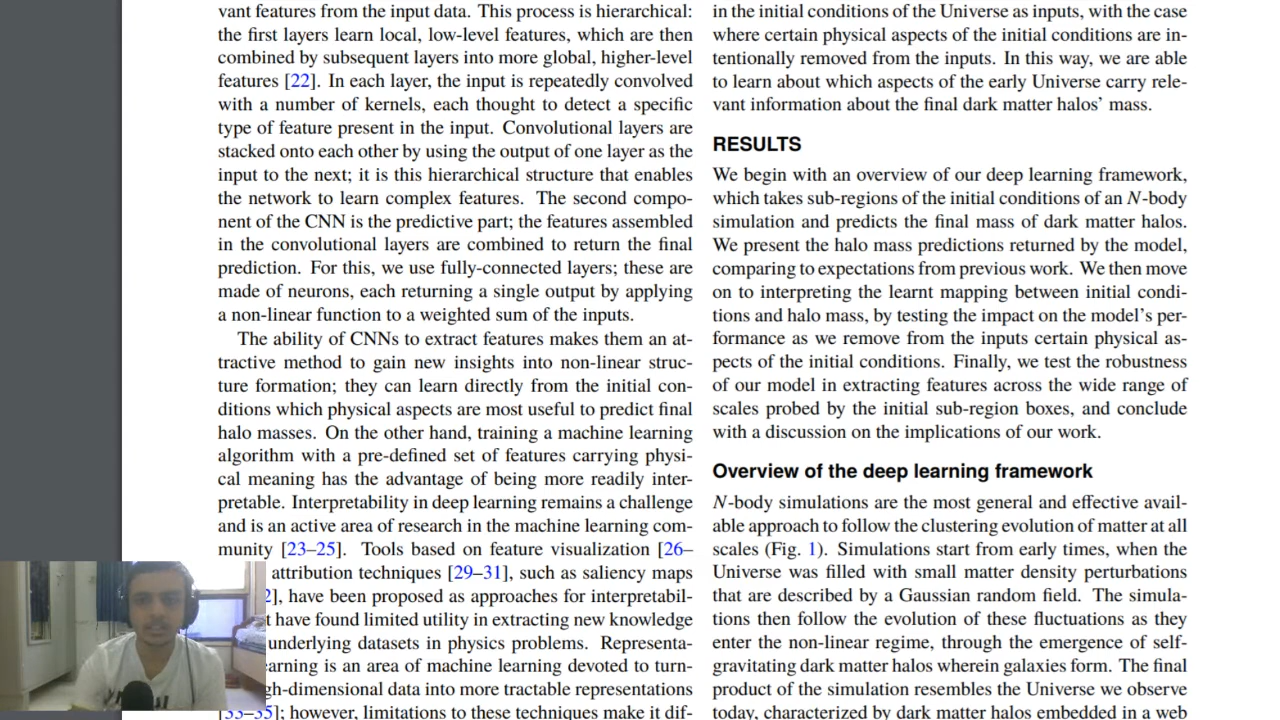 vant features from the input data. This process is hierarchical:
the first layers learn local, low-level features, which are then
combined by subsequent layers into more global, higher-level
features [22]. In each layer, the input is repeatedly convolved
with a number of kernels, each thought to detect a specific
type of feature present in the input. Convolutional layers are
stacked onto each other by using the output of one layer as the
input to the next; it is this hierarchical structure that enables
the network to learn complex features. The second compo-
nent of the CNN is the predictive part; the features assembled
in the convolutional layers are combined to return the final
prediction. For this, we use fully-connected layers; these are
made of neurons, each returning a single output by applying
a non-linear function to a weighted sum of the inputs.
The ability of CNNs to extract features makes them an at-
tractive method to gain new insights into non-linear struc-
ture formation; they can learn directly from the initial con-
ditions which physical aspects are most useful to predict final
halo masses. On the other hand, training a machine learning
algorithm with a pre-defined set of features carrying physi-
cal meaning has the advantage of being more readily inter-
pretable. Interpretability in deep learning remains a challenge
and is an active area of research in the machine learning com-
munity [23–25]. Tools based on feature visualization [26–
attribution techniques [29–31], such as saliency maps
2], have been proposed as approaches for interpretabil-
t have found limited utility in extracting new knowledge
underlying datasets in physics problems. Representa-
arning is an area of machine learning devoted to turn-
gh-dimensional data into more tractable representations
[33–35]; however, limitations to these techniques make it dif-
in the initial conditions of the Universe as inputs, with the case
where certain physical aspects of the initial conditions are in-
tentionally removed from the inputs. In this way, we are able
to learn about which aspects of the early Universe carry rele-
vant information about the final dark matter halos' mass.
RESULTS
We begin with an overview of our deep learning framework,
which takes sub-regions of the initial conditions of an N-body
simulation and predicts the final mass of dark matter halos.
We present the halo mass predictions returned by the model,
comparing to expectations from previous work. We then move
on to interpreting the learnt mapping between initial condi-
tions and halo mass, by testing the impact on the model's per-
formance as we remove from the inputs certain physical as-
pects of the initial conditions. Finally, we test the robustness
of our model in extracting features across the wide range of
scales probed by the initial sub-region boxes, and conclude
with a discussion on the implications of our work.
Overview of the deep learning framework
N-body simulations are the most general and effective avail-
able approach to follow the clustering evolution of matter at all
scales (Fig. 1). Simulations start from early times, when the
Universe was filled with small matter density perturbations
that are described by a Gaussian random field. The simula-
tions then follow the evolution of these fluctuations as they
enter the non-linear regime, through the emergence of self-
gravitating dark matter halos wherein galaxies form. The final
product of the simulation resembles the Universe we observe
today, characterized by dark matter halos embedded in a web